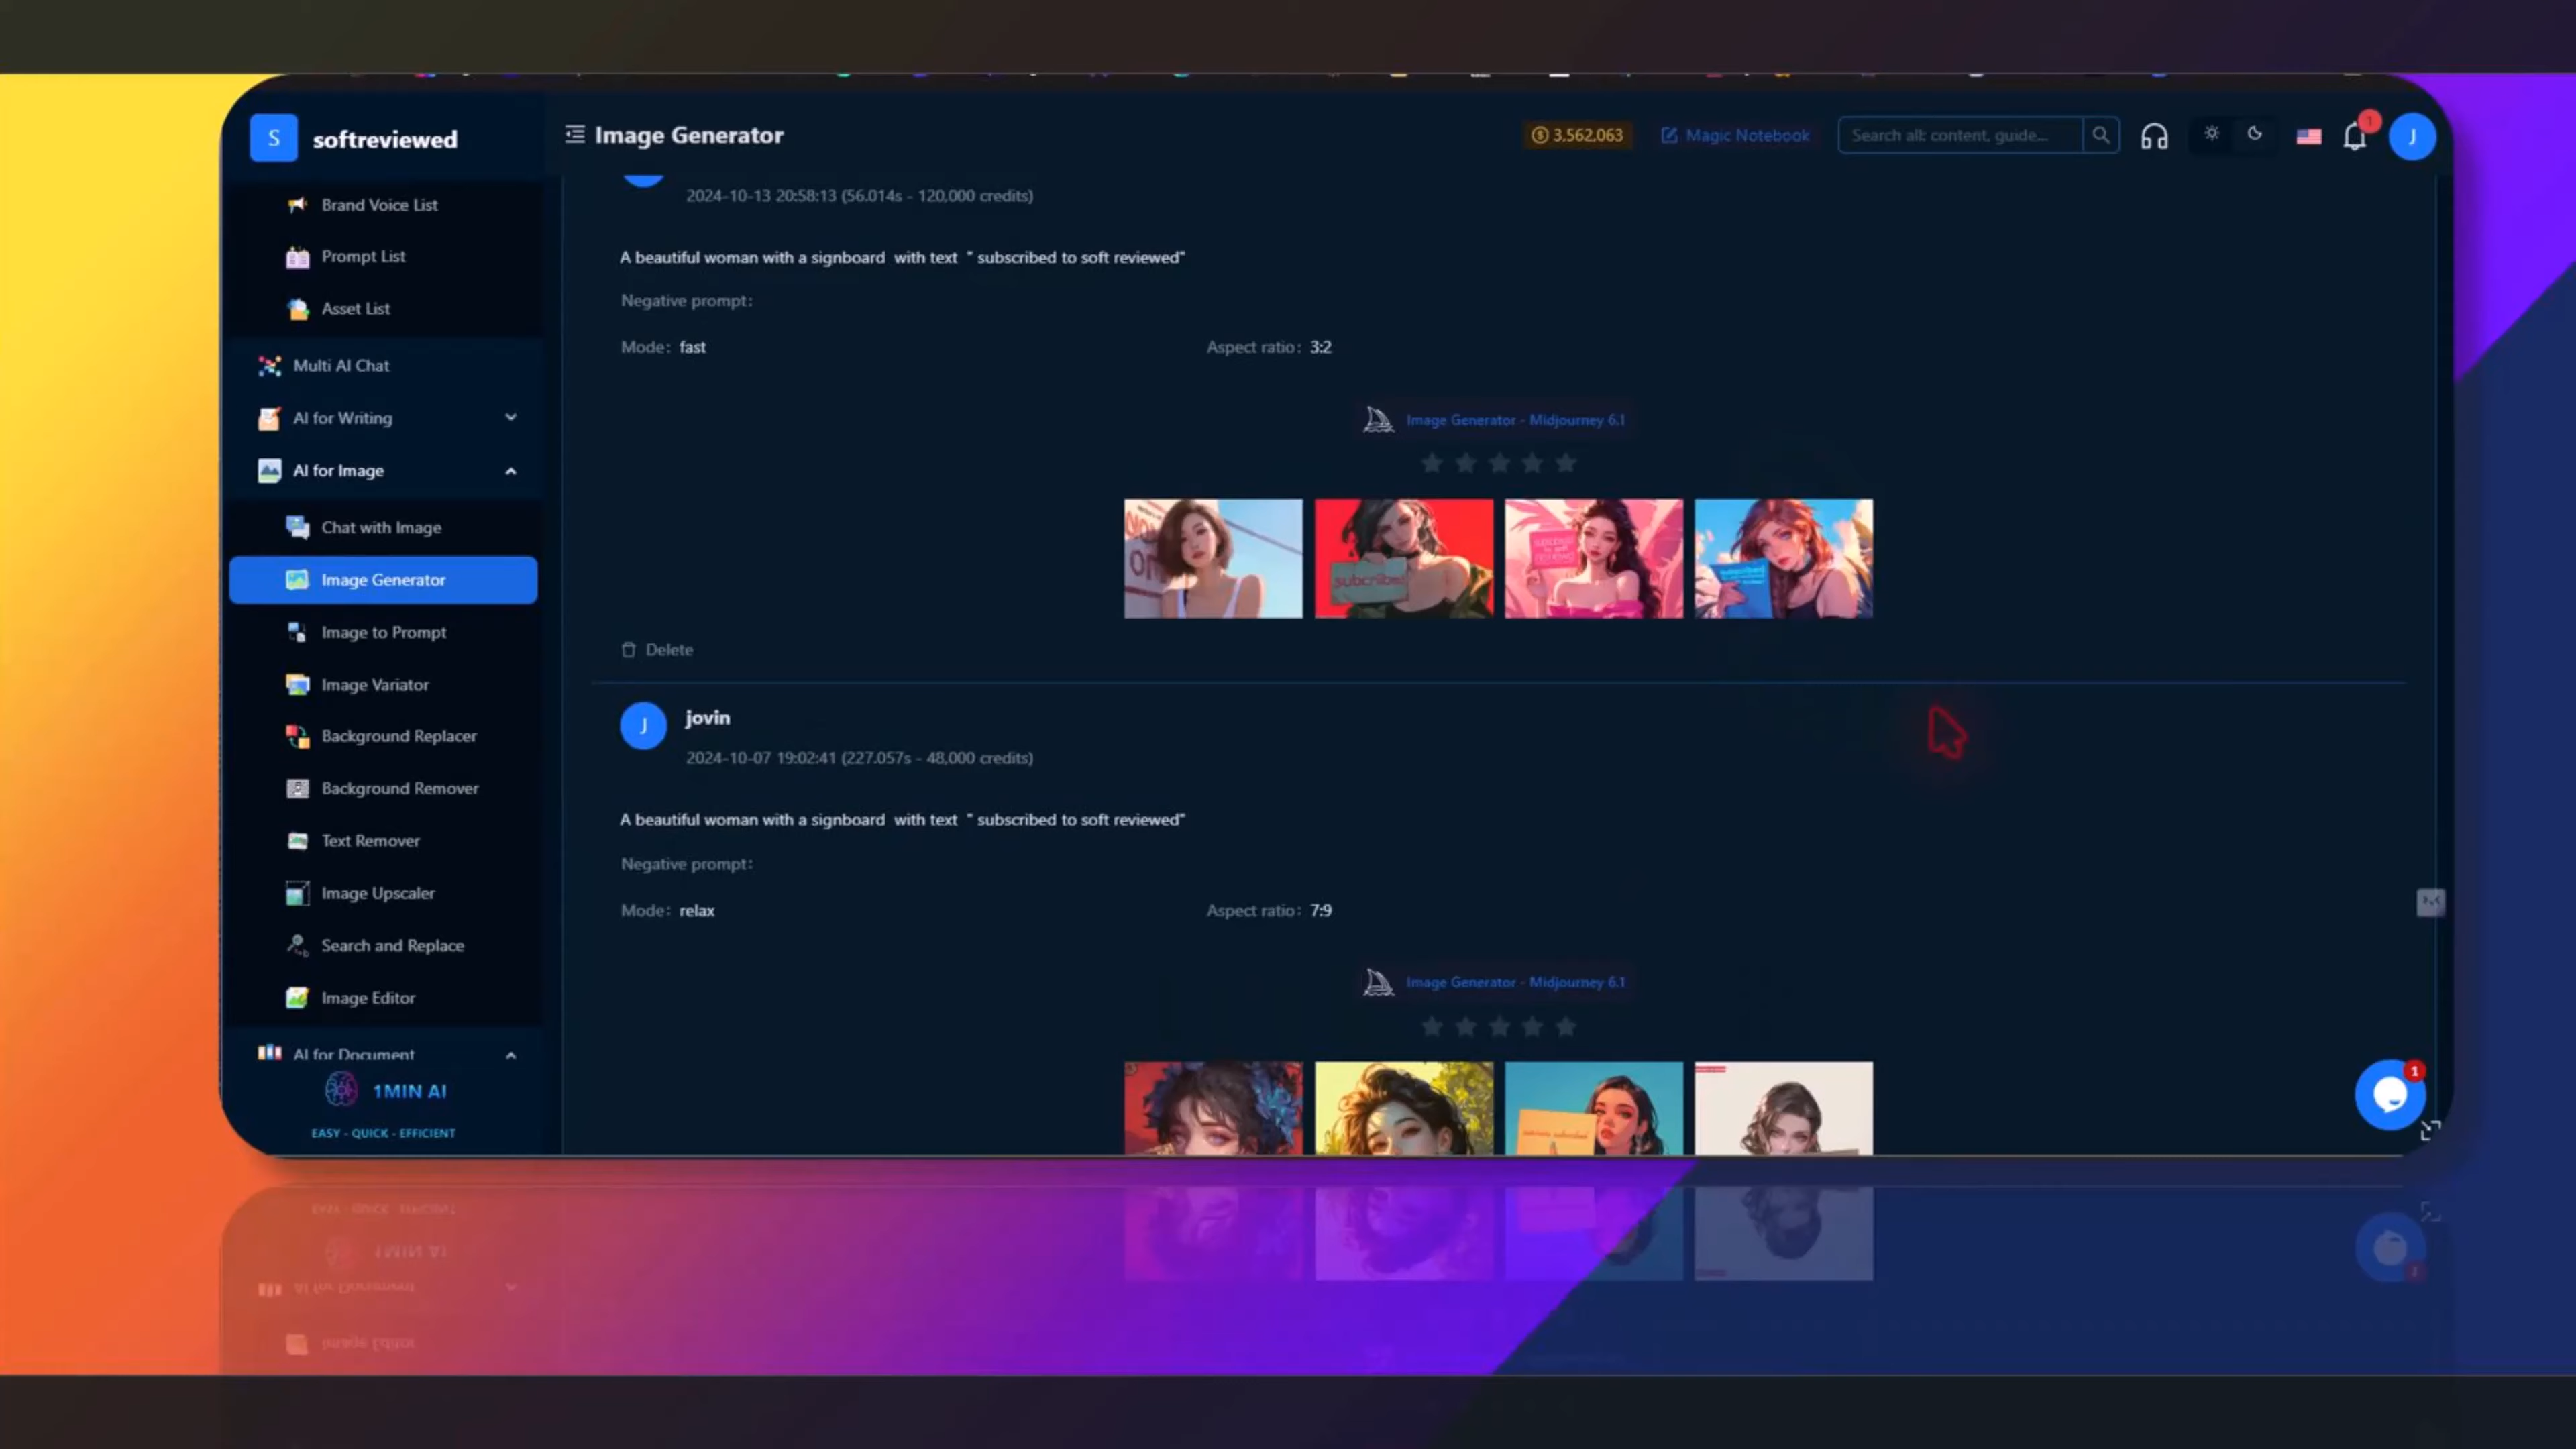 S softreviewed
Image Generator
3,562,063
Magic Notebook
Search all: content, guide...
1
J
Brand Voice List
Prompt List
Asset List
Multi AI Chat
AI for Writing
AI for Image
Chat with Image
Image Generator
Image to Prompt
Image Variator
Background Replacer
Background Remover
Text Remover
Image Upscaler
Search and Replace
Image Editor
AI for Document
1MIN AI
EASY - QUICK - EFFICIENT
2024-10-13 20:58:13 (56.014s - 120,000 credits)
A beautiful woman with a signboard with text " subscribed to soft reviewed"
Negative prompt:
Mode: fast
Aspect ratio: 3:2
Image Generator - Midjourney 6.1
subcribed
Delete
J
jovin
2024-10-07 19:02:41 (227.057s - 48,000 credits)
A beautiful woman with a signboard with text " subscribed to soft reviewed"
Negative prompt:
Mode: relax
Aspect ratio: 7:9
Image Generator - Midjourney 6.1
1